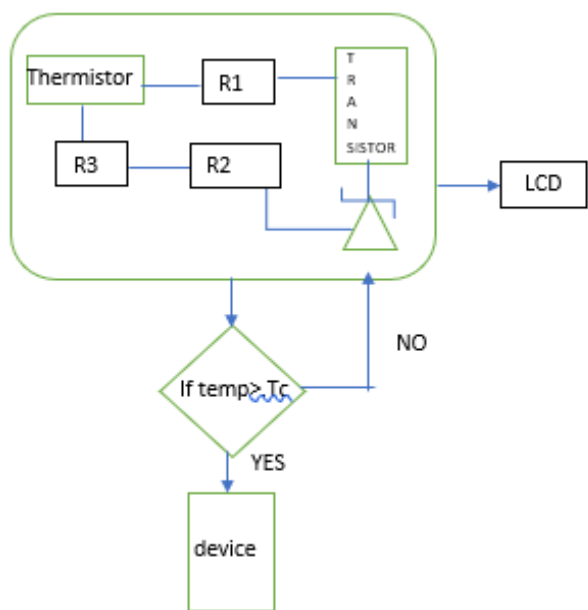 T
R
A
N
SISTOR
Thermistor
R1
R3
R2
LCD
NO
If temp> Tc
YES
device